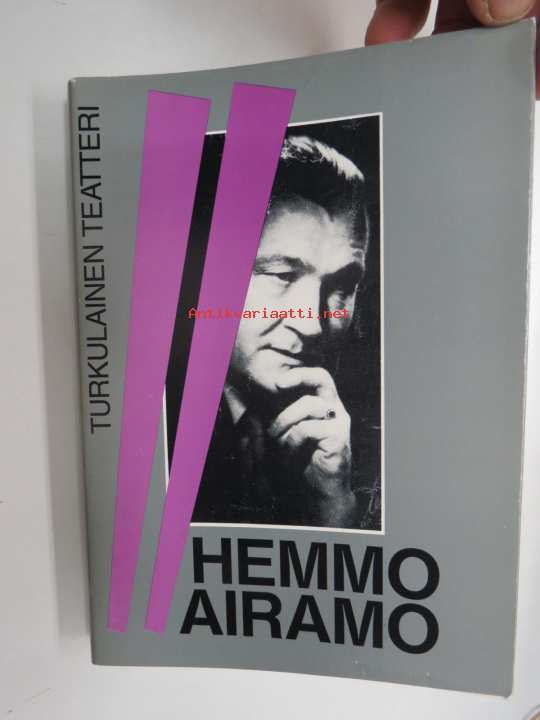 TURKULAINEN TEATTERI
Antikvariaatti.net
HEMMO
AIRAMO